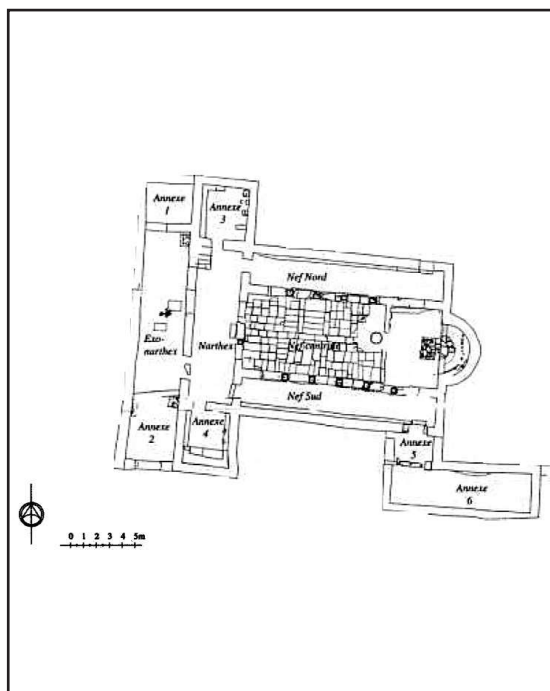 Annexe
1
Annexe
3
Nef Nord
Exo-
narthex
Narthex
Nef centrale
Nef Sud
Annexe
2
Annexe
4
Annexe
5
Annexe
6
0 1 2 3 4 5m